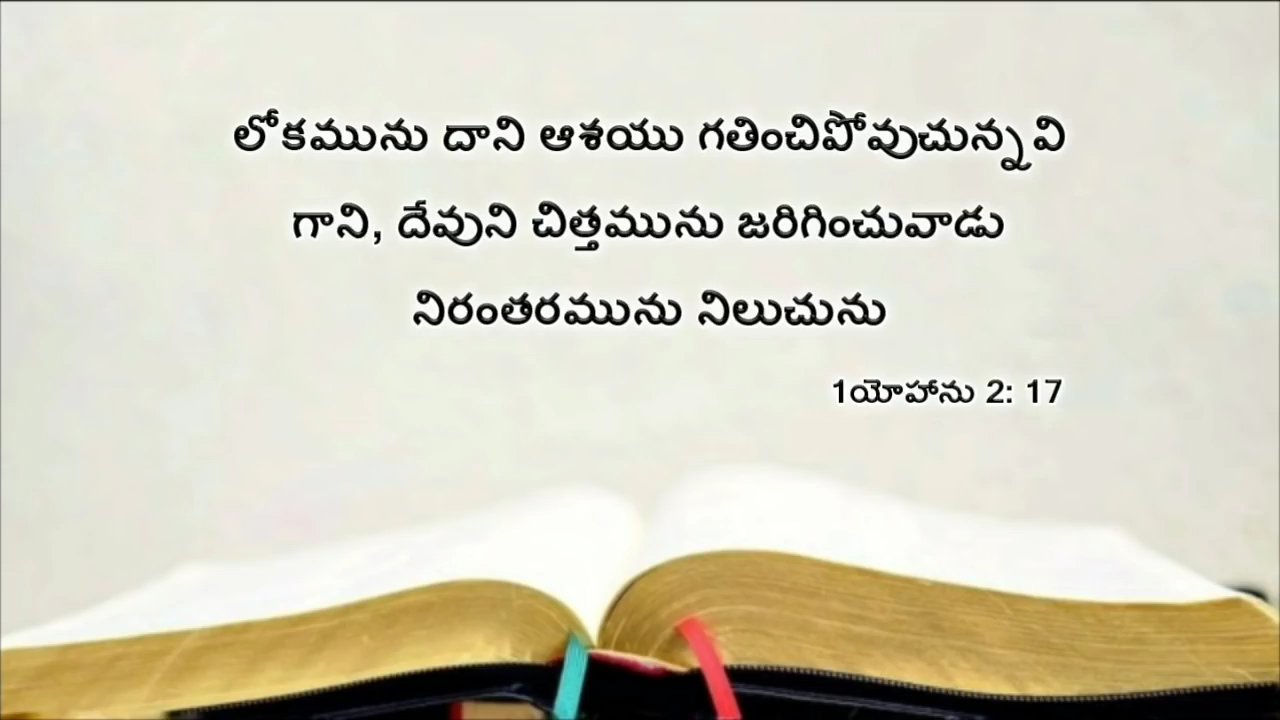 లోకమును దాని ఆశయు గతించిపోవుచున్నవి
గాని, దేవుని చిత్తమును జరిగించువాడు
నిరంతరమును నిలుచును
1యోహాను 2: 17